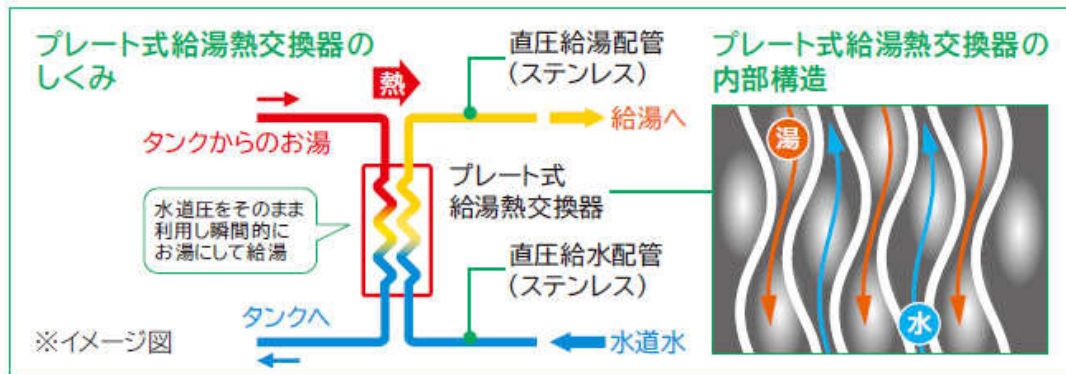 プレート式給湯熱交換器の
しくみ
熱
直圧給湯配管
(ステンレス)
タンクからのお湯
給湯へ
水道圧をそのまま
利用し瞬間的に
お湯にして給湯
プレート式
給湯熱交換器
直圧給水配管
(ステンレス)
タンクへ
水道水
※イメージ図
プレート式給湯熱交換器の
内部構造
湯
水